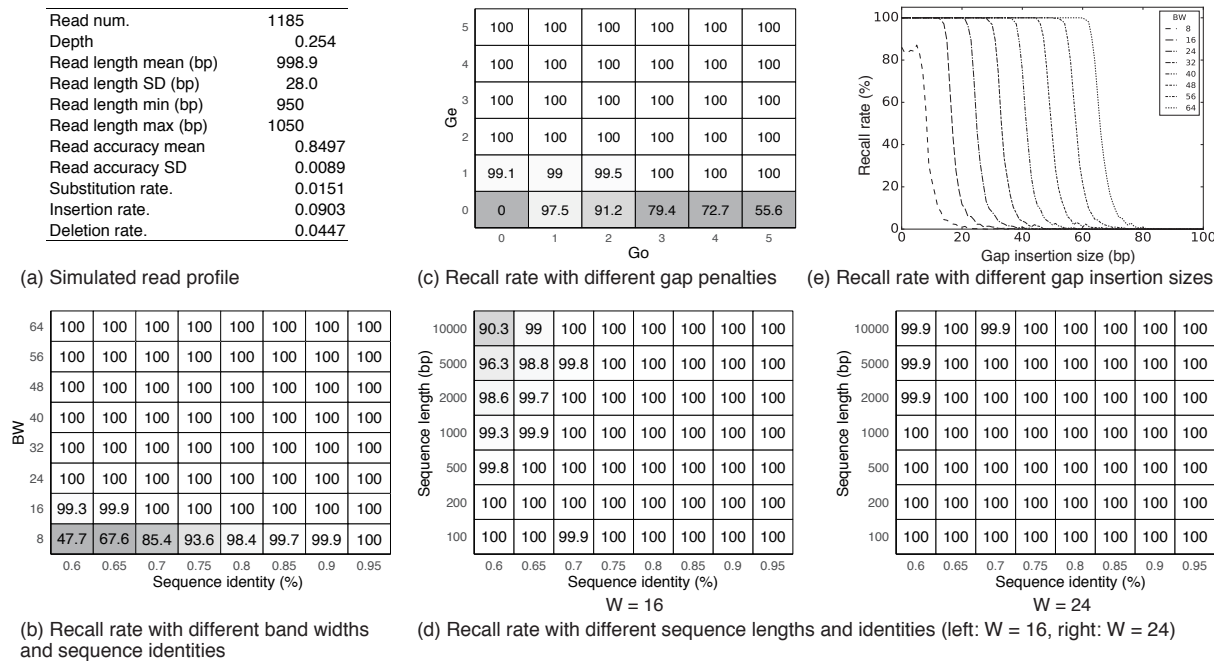 Read num. 1185
Depth 0.254
Read length mean (bp) 998.9
Read length SD (bp) 28.0
Read length min (bp) 950
Read length max (bp) 1050
Read accuracy mean 0.8497
Read accuracy SD 0.0089
Substitution rate. 0.0151
Insertion rate. 0.0903
Deletion rate. 0.0447
(a) Simulated read profile
Ge
5 100 100 100 100 100 100
4 100 100 100 100 100 100
3 100 100 100 100 100 100
2 100 100 100 100 100 100
1 99.1 99 99.5 100 100 100
0 0 97.5 91.2 79.4 72.7 55.6
0 1 2 3 4 5
Go
(c) Recall rate with different gap penalties
Recall rate (%)
100
80
60
40
20
0
BW
8
16
24
32
40
48
56
64
0 20 40 60 80 100
Gap insertion size (bp)
(e) Recall rate with different gap insertion sizes
BW
64 100 100 100 100 100 100 100 100
56 100 100 100 100 100 100 100 100
48 100 100 100 100 100 100 100 100
40 100 100 100 100 100 100 100 100
32 100 100 100 100 100 100 100 100
24 100 100 100 100 100 100 100 100
16 99.3 99.9 100 100 100 100 100 100
8 47.7 67.6 85.4 93.6 98.4 99.7 99.9 100
0.6 0.65 0.7 0.75 0.8 0.85 0.9 0.95
Sequence identity (%)
(b) Recall rate with different band widths
and sequence identities
Sequence length (bp)
10000 90.3 99 100 100 100 100 100 100
5000 96.3 98.8 99.8 100 100 100 100 100
2000 98.6 99.7 100 100 100 100 100 100
1000 99.3 99.9 100 100 100 100 100 100
500 99.8 100 100 100 100 100 100 100
200 100 100 100 100 100 100 100 100
100 100 100 99.9 100 100 100 100 100
0.6 0.65 0.7 0.75 0.8 0.85 0.9 0.95
Sequence identity (%)
W = 16
Sequence length (bp)
10000 99.9 100 99.9 100 100 100 100 100
5000 99.9 100 100 100 100 100 100 100
2000 99.9 100 100 100 100 100 100 100
1000 100 100 100 100 100 100 100 100
500 100 100 100 100 100 100 100 100
200 100 100 100 100 100 100 100 100
100 100 100 100 100 100 100 100 100
0.6 0.65 0.7 0.75 0.8 0.85 0.9 0.95
Sequence identity (%)
W = 24
(d) Recall rate with different sequence lengths and identities (left: W = 16, right: W = 24)